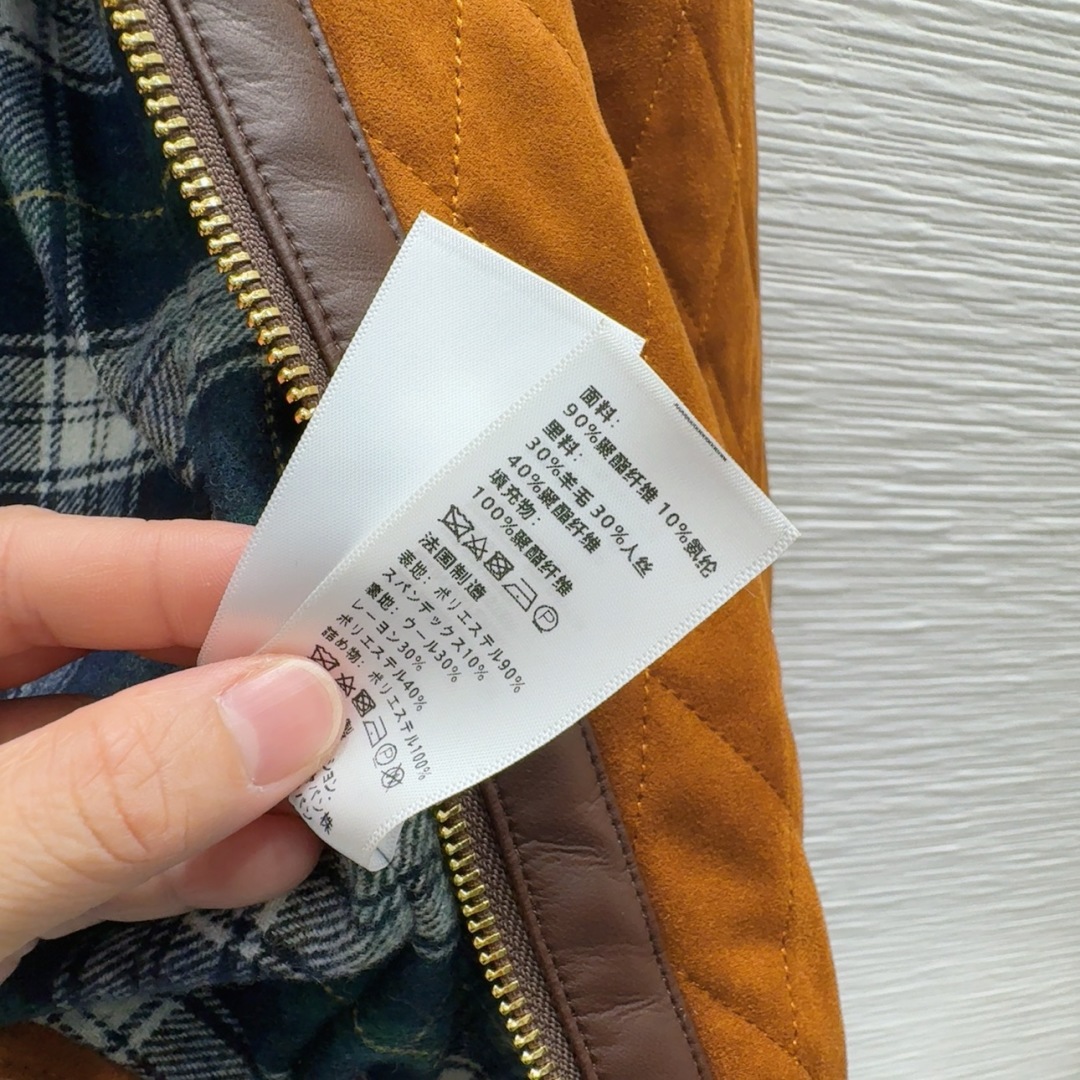 面料:
90%聚酯纤维 10%氨纶
里料:
30%羊毛 30%人丝
40%聚酯纤维
填充物:
100%聚酯纤维
P
法国制造
表地: ポリエステル90%
スパンデックス10%
裏地: ウール30%
レーヨン30%
ポリエステル40%
詰め物: ポリエステル100%
P